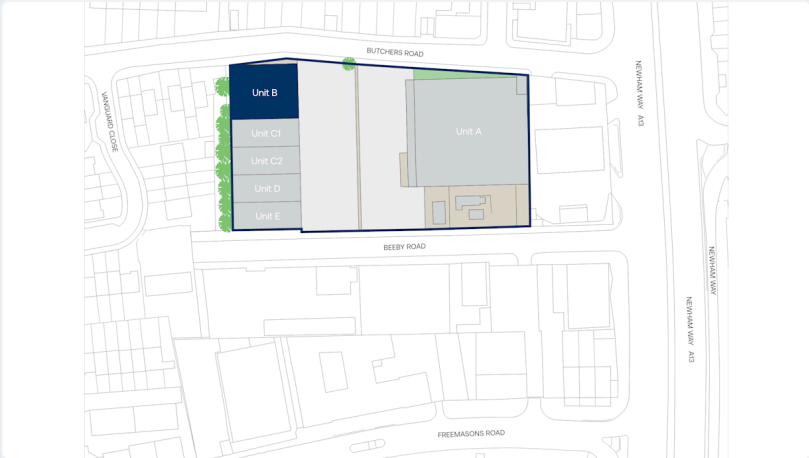 BUTCHERS ROAD
NEWHAM WAY A13
VANGUARD CLOSE
Unit B
Unit C1
Unit A
Unit C2
Unit D
Unit E
BEEBY ROAD
NEWHAM WAY
NEWHAM WAY A13
FREEMASONS ROAD